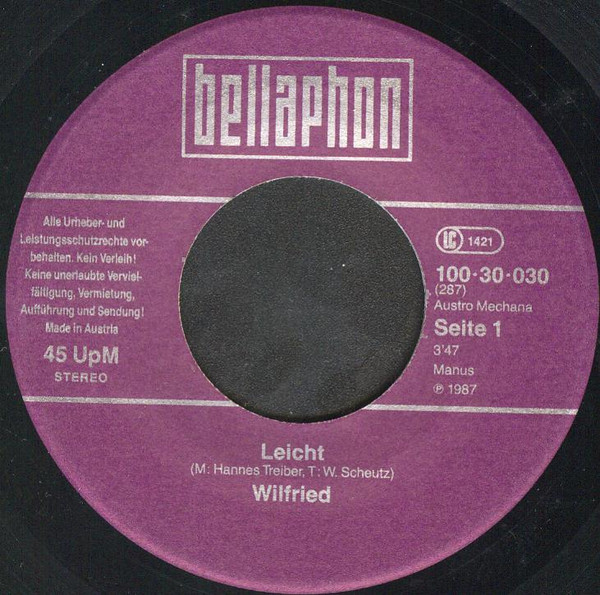 bellaphon
Alle Urheber- und
Leistungsschutzrechte vor-
behalten. Kein Verleih!
Keine unerlaubte Verviel-
fältigung, Vermietung,
Aufführung und Sendung!
Made in Austria
45 UpM
STEREO
LC 1421
100·30·030
(287)
Austro Mechana
Seite 1
3'47
Manus
℗ 1987
Leicht
(M: Hannes Treiber, T: W. Scheutz)
Wilfried